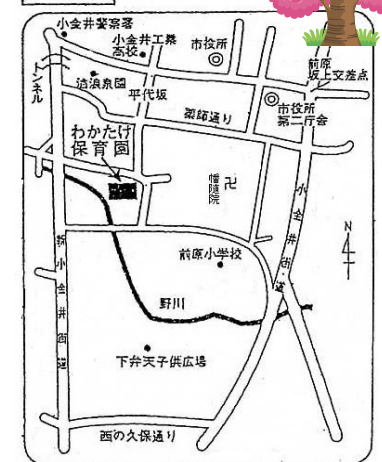 小金井警察署
小金井工業
高校
市役所
前原
坂上交差点
トンネル
滄浪泉園
平代坂
市役所
第二庁舎
薬師通り
わかたけ
保育園
幡随院
卍
小金井街道
N
前原小学校
新小金井街道
野川
下弁天子供広場
西の久保通り